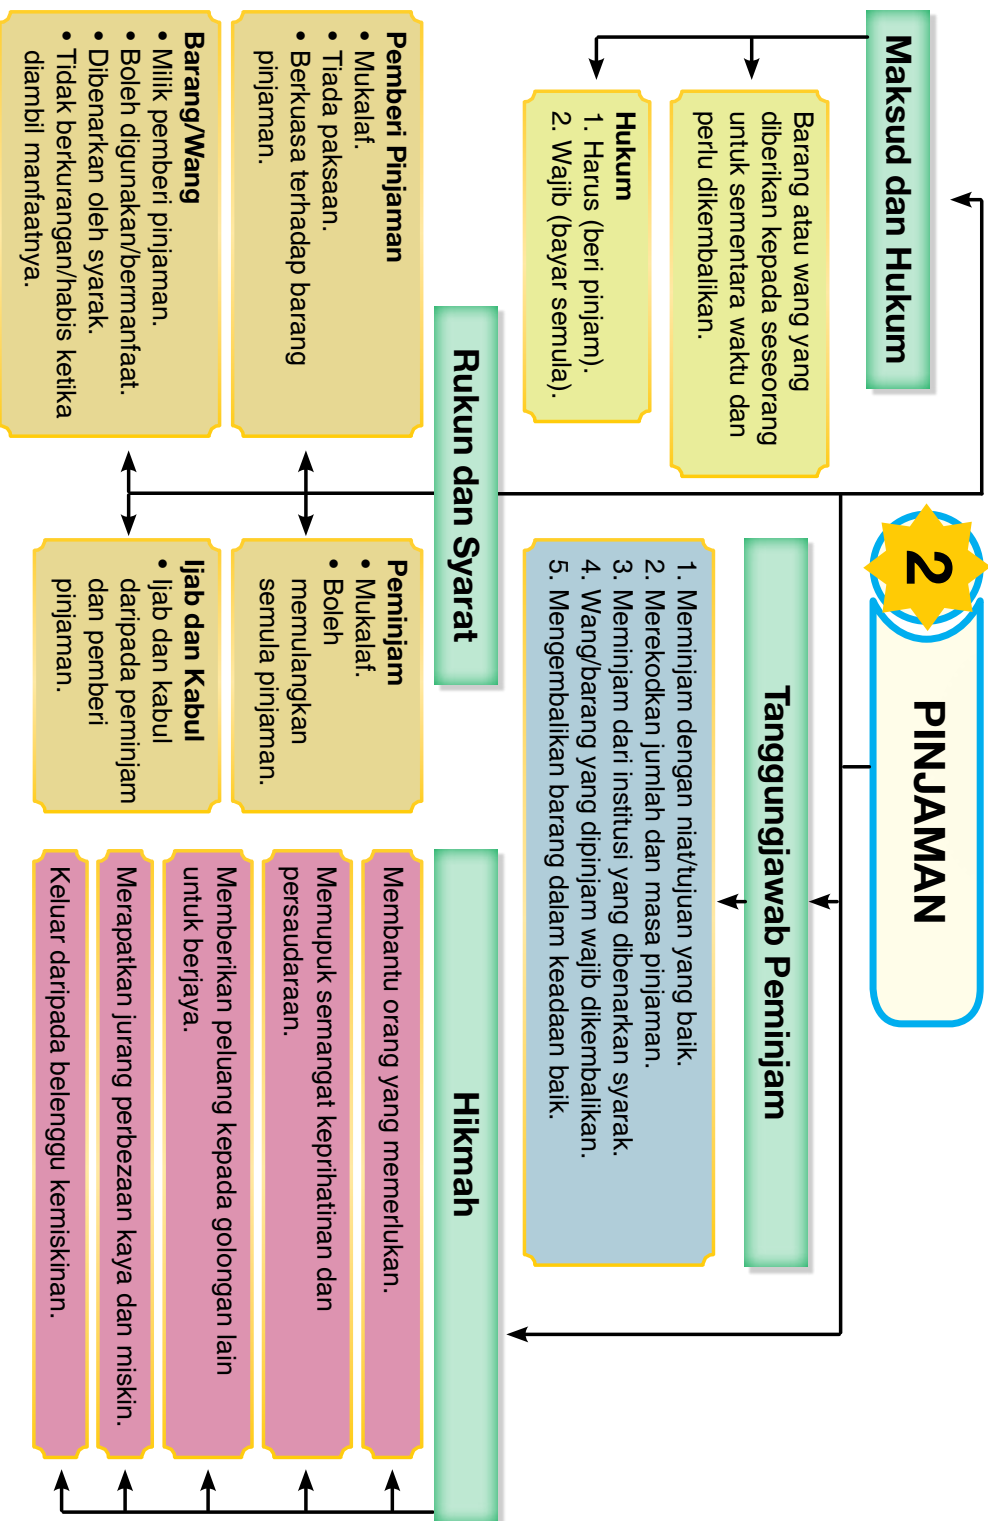 2
PINJAMAN
Maksud dan Hukum
Barang atau wang yang
diberikan kepada seseorang
untuk sementara waktu dan
perlu dikembalikan.
Hukum
1. Harus (beri pinjam).
2. Wajib (bayar semula).
Tanggungjawab Peminjam
1. Meminjam dengan niat/tujuan yang baik.
2. Merekodkan jumlah dan masa pinjaman.
3. Meminjam dari institusi yang dibenarkan syarak.
4. Wang/barang yang dipinjam wajib dikembalikan.
5. Mengembalikan barang dalam keadaan baik.
Rukun dan Syarat
Pemberi Pinjaman
• Mukalaf.
• Tiada paksaan.
• Berkuasa terhadap barang
pinjaman.
Peminjam
• Mukalaf.
• Boleh
memulangkan
semula pinjaman.
Barang/Wang
• Milik pemberi pinjaman.
• Boleh digunakan/bermanfaat.
• Dibenarkan oleh syarak.
• Tidak berkurangan/habis ketika
diambil manfaatnya.
Ijab dan Kabul
• Ijab dan kabul
daripada peminjam
dan pemberi
pinjaman.
Hikmah
Membantu orang yang memerlukan.
Memupuk semangat keprihatinan dan
persaudaraan.
Memberikan peluang kepada golongan lain
untuk berjaya.
Merapatkan jurang perbezaan kaya dan miskin.
Keluar daripada belenggu kemiskinan.